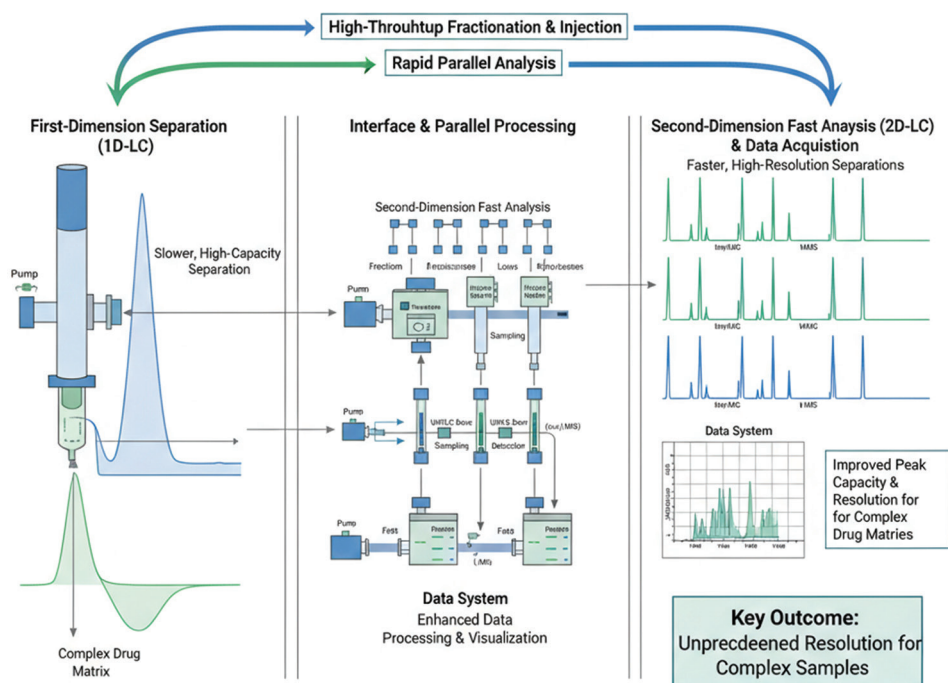 High-Throuhtup Fractionation & Injection
Rapid Parallel Analysis
First-Dimension Separation
(1D-LC)
Slower, High-Capacity
Separation
Pump
Complex Drug
Matrix
Interface & Parallel Processing
Second-Dimension Fast Analysis
Frection
Lows
Pump
Sampling
Pump
Sampling
Pump
Fest
Data System
Enhanced Data
Processing & Visualization
Second-Dimension Fast Anaysis (2D-LC)
& Data Acquistion
Faster, High-Resolution Separations
Data System
Improved Peak
Capacity &
Resolution for
for Complex
Drug Matries
Key Outcome:
Unprecdeened Resolution for
Complex Samples